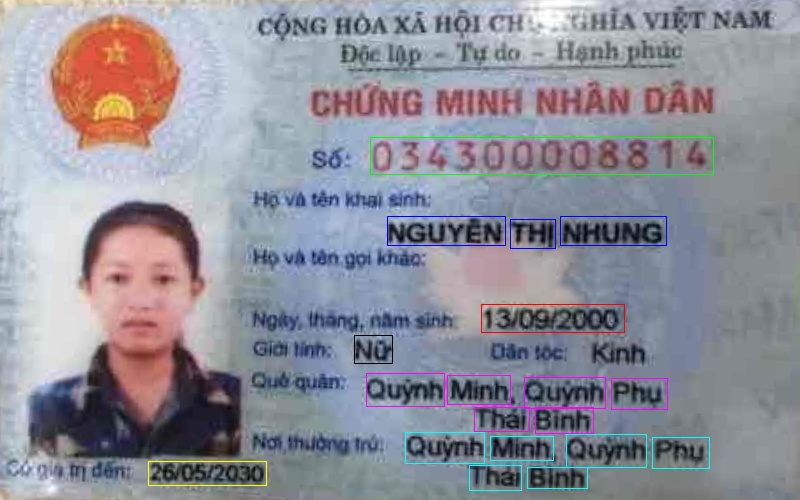 CỘNG HÒA XÃ HỘI CHỦ NGHĨA VIỆT NAM
Độc lập - Tự do - Hạnh phúc
CHỨNG MINH NHÂN DÂN
Số: 034300008814
Họ và tên khai sinh:
NGUYỄN THỊ NHUNG
Họ và tên gọi khác:
Ngày, tháng, năm sinh: 13/09/2000
Giới tính: Nữ Dân tộc: Kinh
Quê quán: Quỳnh Minh, Quỳnh Phụ
Thái Bình
Nơi thường trú: Quỳnh Minh, Quỳnh Phụ
Thái Bình
Có giá trị đến: 26/05/2030